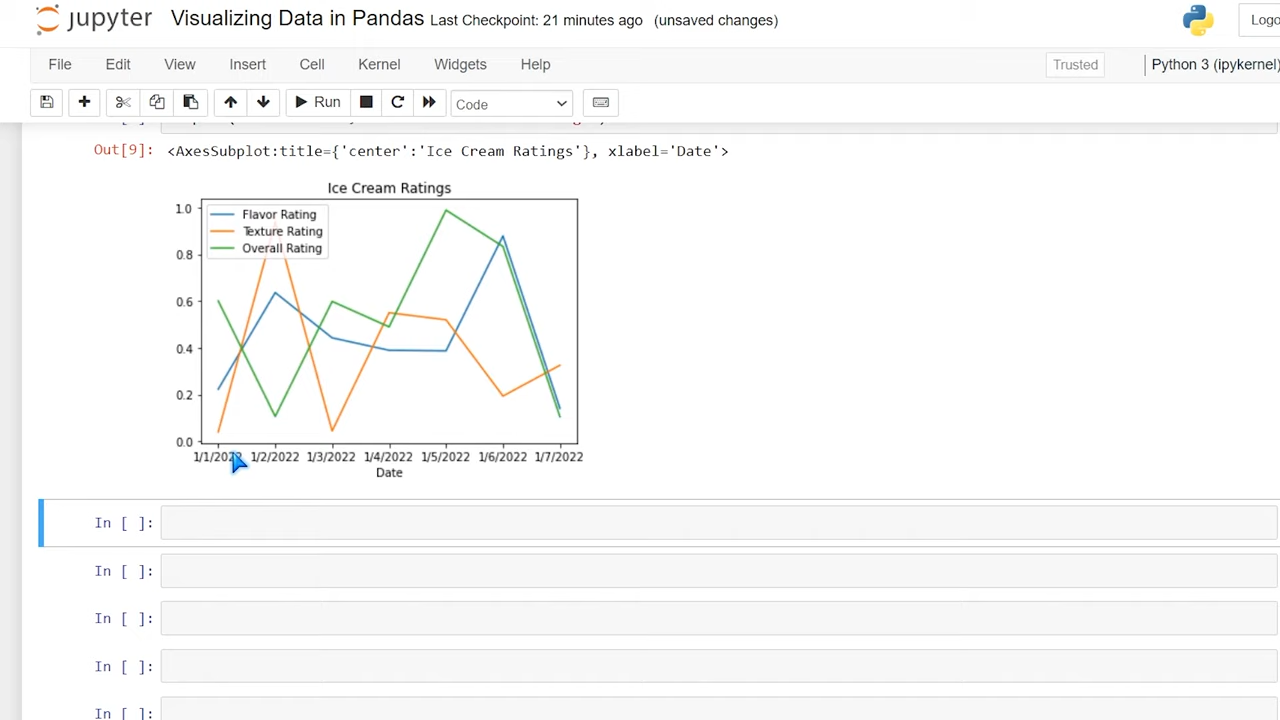 jupyter Visualizing Data in Pandas Last Checkpoint: 21 minutes ago (unsaved changes)
File Edit View Insert Cell Kernel Widgets Help Trusted Python 3 (ipykernel)
Run Code
Out[9]: <AxesSubplot:title={'center':'Ice Cream Ratings'}, xlabel='Date'>
Ice Cream Ratings
Flavor Rating
Texture Rating
Overall Rating
1.0
0.8
0.6
0.4
0.2
0.0
1/1/2022 1/2/2022 1/3/2022 1/4/2022 1/5/2022 1/6/2022 1/7/2022
Date
In [ ]:
In [ ]:
In [ ]:
In [ ]:
In [ ]: